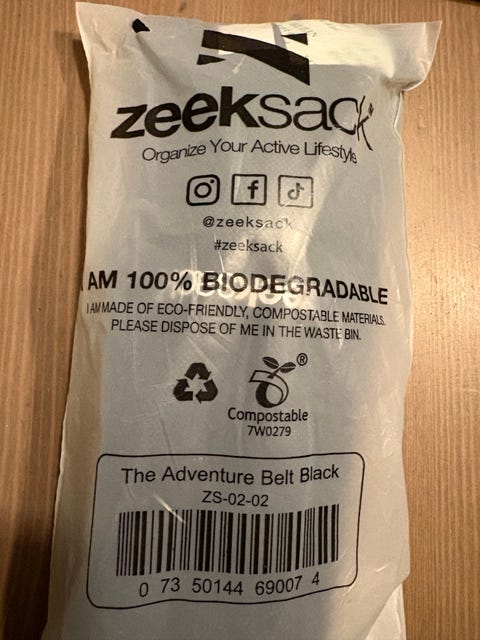 zeeksack™
Organize Your Active Lifestyle
@zeeksack
#zeeksack
I AM 100% BIODEGRADABLE
I AM MADE OF ECO-FRIENDLY, COMPOSTABLE MATERIALS.
PLEASE DISPOSE OF ME IN THE WASTE BIN.
®
Compostable
7W0279
The Adventure Belt Black
ZS-02-02
0 73 50144 69007 4